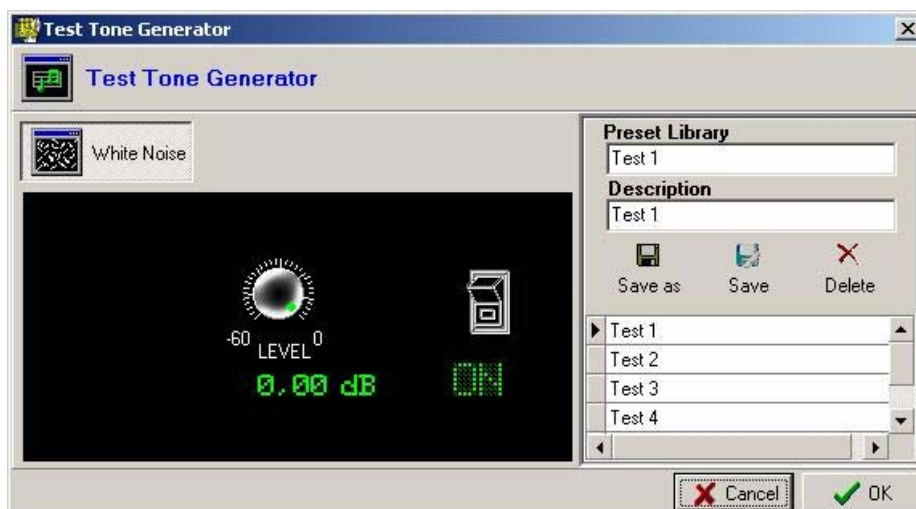 Test Tone Generator
Test Tone Generator
White Noise
-60 LEVEL 0
0,00 dB
ON
Preset Library
Test 1
Description
Test 1
Save as Save Delete
Test 1
Test 2
Test 3
Test 4
Cancel OK